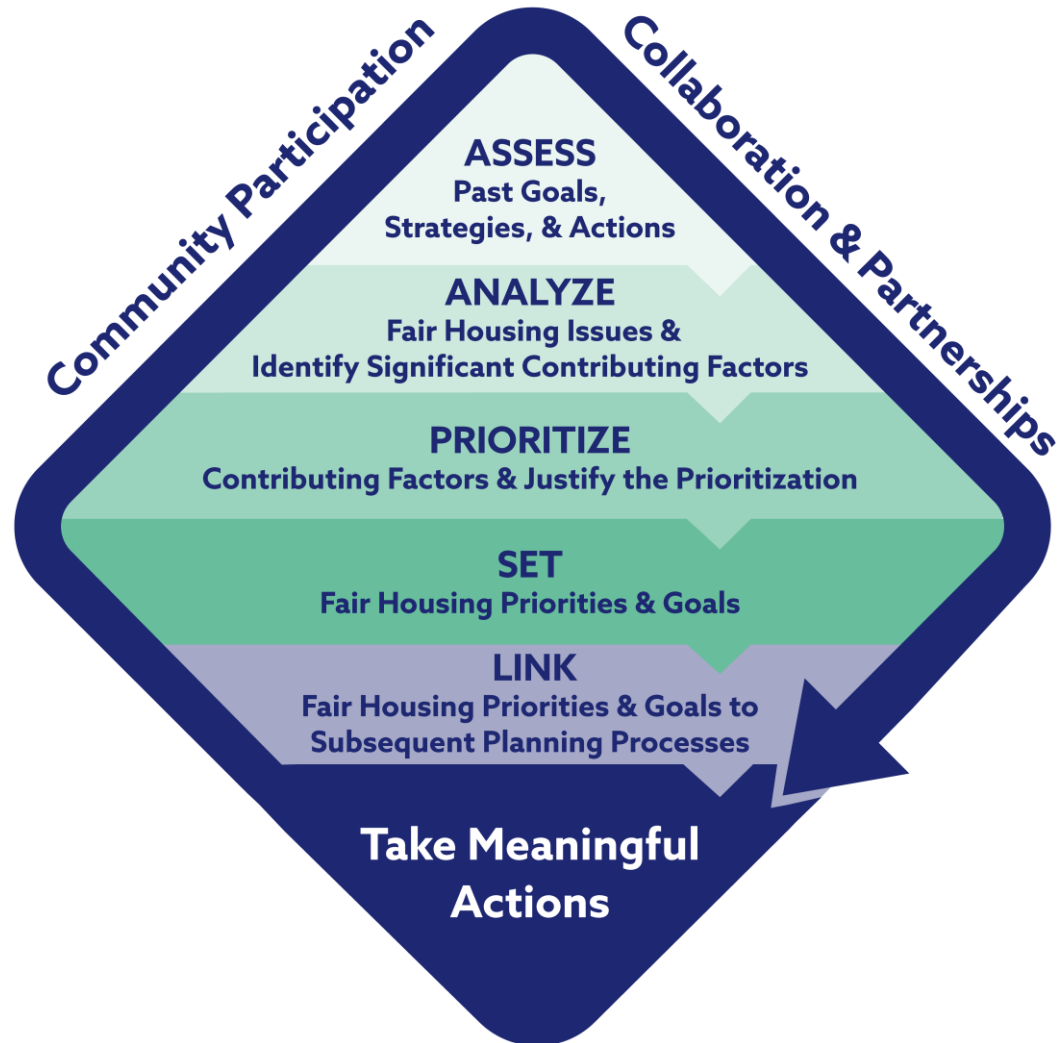 Community Participation
Collaboration & Partnerships
ASSESS
Past Goals,
Strategies, & Actions
ANALYZE
Fair Housing Issues &
Identify Significant Contributing Factors
PRIORITIZE
Contributing Factors & Justify the Prioritization
SET
Fair Housing Priorities & Goals
LINK
Fair Housing Priorities & Goals to
Subsequent Planning Processes
Take Meaningful
Actions